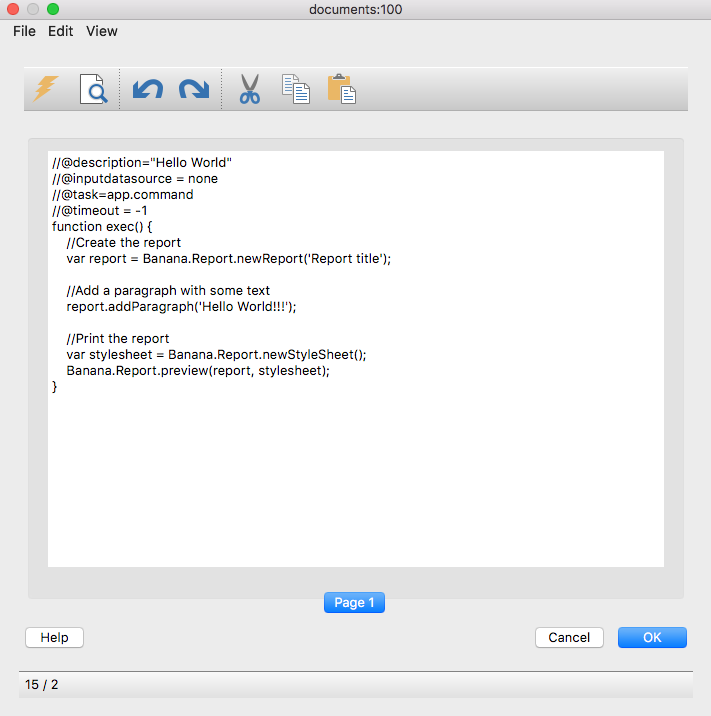 documents:100
File Edit View
//@description="Hello World"
//@inputdatasource = none
//@task=app.command
//@timeout = -1
function exec() {
    //Create the report
    var report = Banana.Report.newReport('Report title');

    //Add a paragraph with some text
    report.addParagraph('Hello World!!!');

    //Print the report
    var stylesheet = Banana.Report.newStyleSheet();
    Banana.Report.preview(report, stylesheet);
}
Page 1
Help Cancel OK
15 / 2